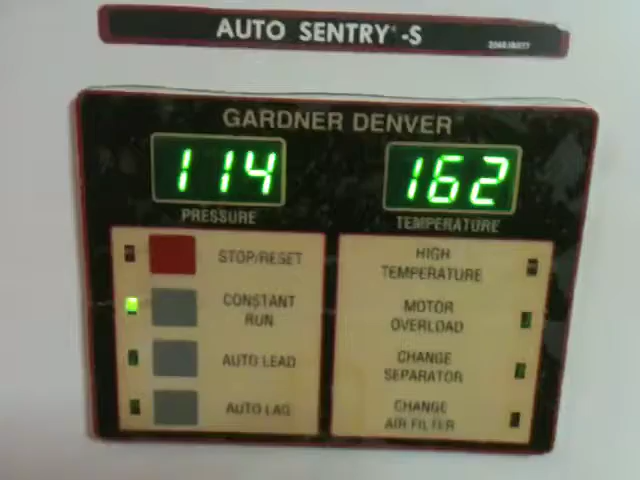 AUTO SENTRY -S
GARDNER DENVER
114 162
PRESSURE TEMPERATURE
STOP/RESET
CONSTANT
RUN
AUTO LEAD
AUTO LAG
HIGH
TEMPERATURE
MOTOR
OVERLOAD
CHANGE
SEPARATOR
CHANGE
AIR FILTER